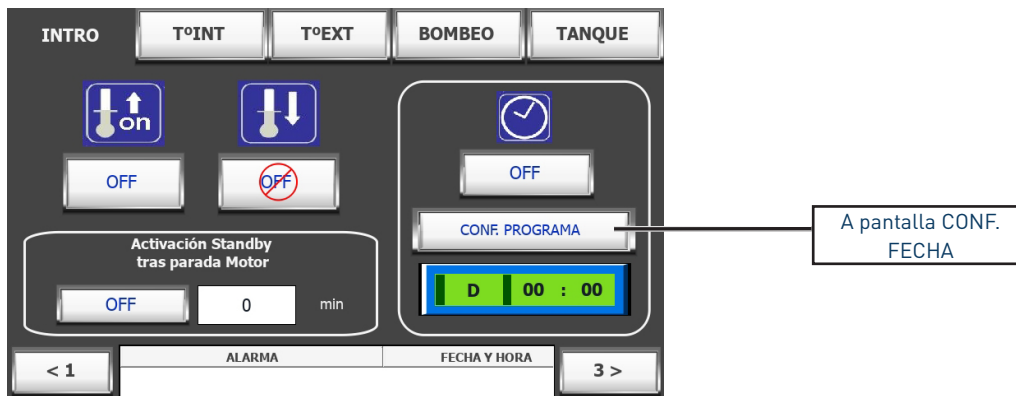 INTRO
TºINT
TºEXT
BOMBEO
TANQUE
on
OFF
OFF
OFF
CONF. PROGRAMA
A pantalla CONF.
FECHA
Activación Standby
tras parada Motor
OFF
0
min
D 00 : 00
< 1
ALARMA
FECHA Y HORA
3 >